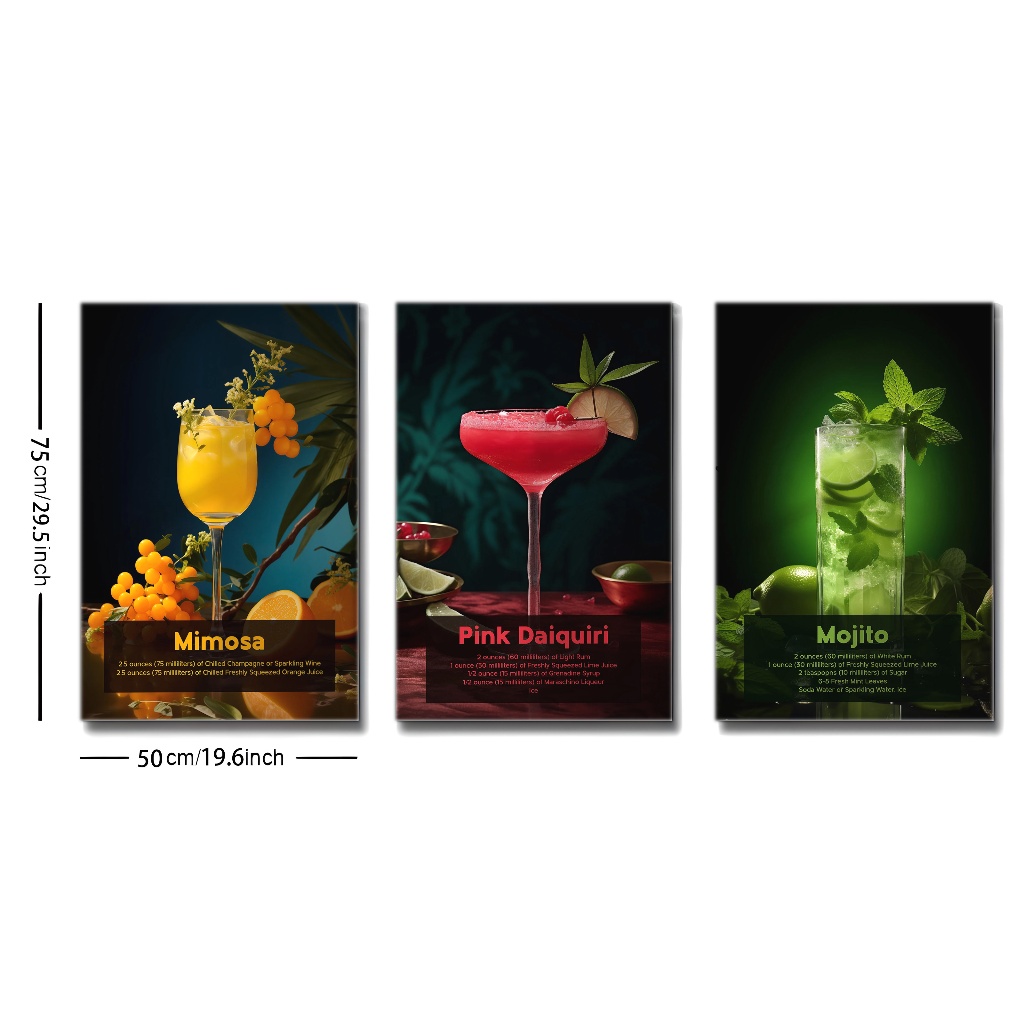 75cm/29.5inch
Mimosa
2.5 ounces (75 milliliters) of Chilled Champagne or Sparkling Wine
2.5 ounces (75 milliliters) of Chilled Freshly Squeezed Orange Juice
Pink Daiquiri
2 ounces (60 milliliters) of Light Rum
1 ounce (30 milliliters) of Freshly Squeezed Lime Juice
1/2 ounce (15 milliliters) of Grenadine Syrup
1/2 ounce (15 milliliters) of Maraschino Liqueur
Ice
Mojito
2 ounces (60 milliliters) of White Rum
1 ounce (30 milliliters) of Freshly Squeezed Lime Juice
2 teaspoons (10 milliliters) of Sugar
6-8 Fresh Mint Leaves
Soda Water or Sparkling Water, Ice
50cm/19.6inch